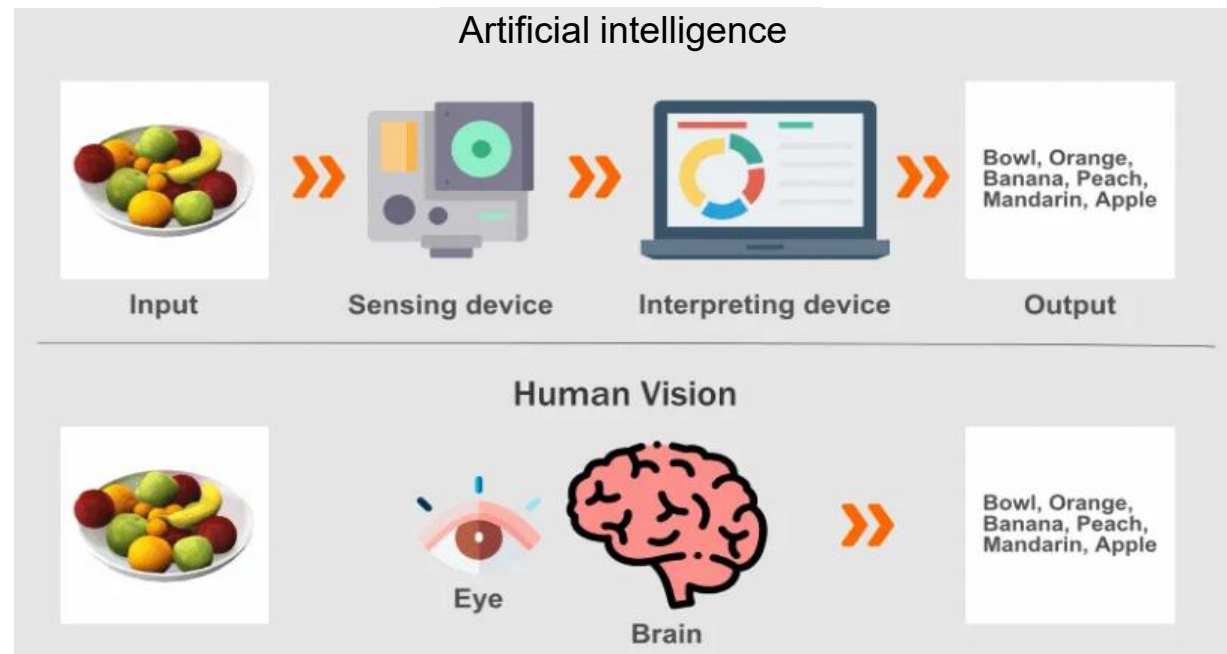 Artificial intelligence
Bowl, Orange,
Banana, Peach,
Mandarin, Apple
Input
Sensing device
Interpreting device
Output
Human Vision
Bowl, Orange,
Banana, Peach,
Mandarin, Apple
Eye
Brain